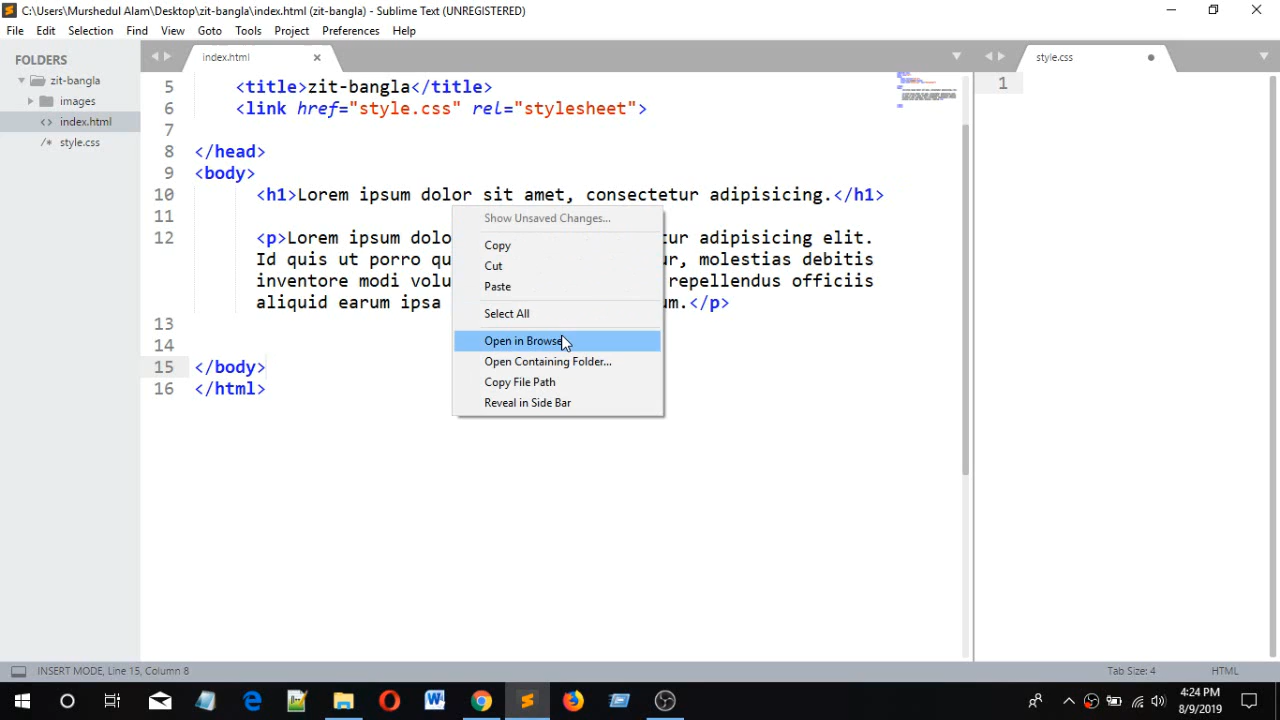 C:\Users\Murshedul Alam\Desktop\zit-bangla\index.html (zit-bangla) - Sublime Text (UNREGISTERED)
File Edit Selection Find View Goto Tools Project Preferences Help
FOLDERS
zit-bangla
images
index.html
style.css
index.html
5 <title>zit-bangla</title>
6 <link href="style.css" rel="stylesheet">
7
8 </head>
9 <body>
10 <h1>Lorem ipsum dolor sit amet, consectetur adipisicing.</h1>
11
12 <p>Lorem ipsum dolo tur adipisicing elit.
Id quis ut porro qu ur, molestias debitis
inventore modi volu repellendus officiis
aliquid earum ipsa um.</p>
13
14
15 </body>
16 </html>
Show Unsaved Changes...
Copy
Cut
Paste
Select All
Open in Browse
Open Containing Folder...
Copy File Path
Reveal in Side Bar
style.css
1
INSERT MODE, Line 15, Column 8
Tab Size: 4
HTML
4:24 PM
8/9/2019